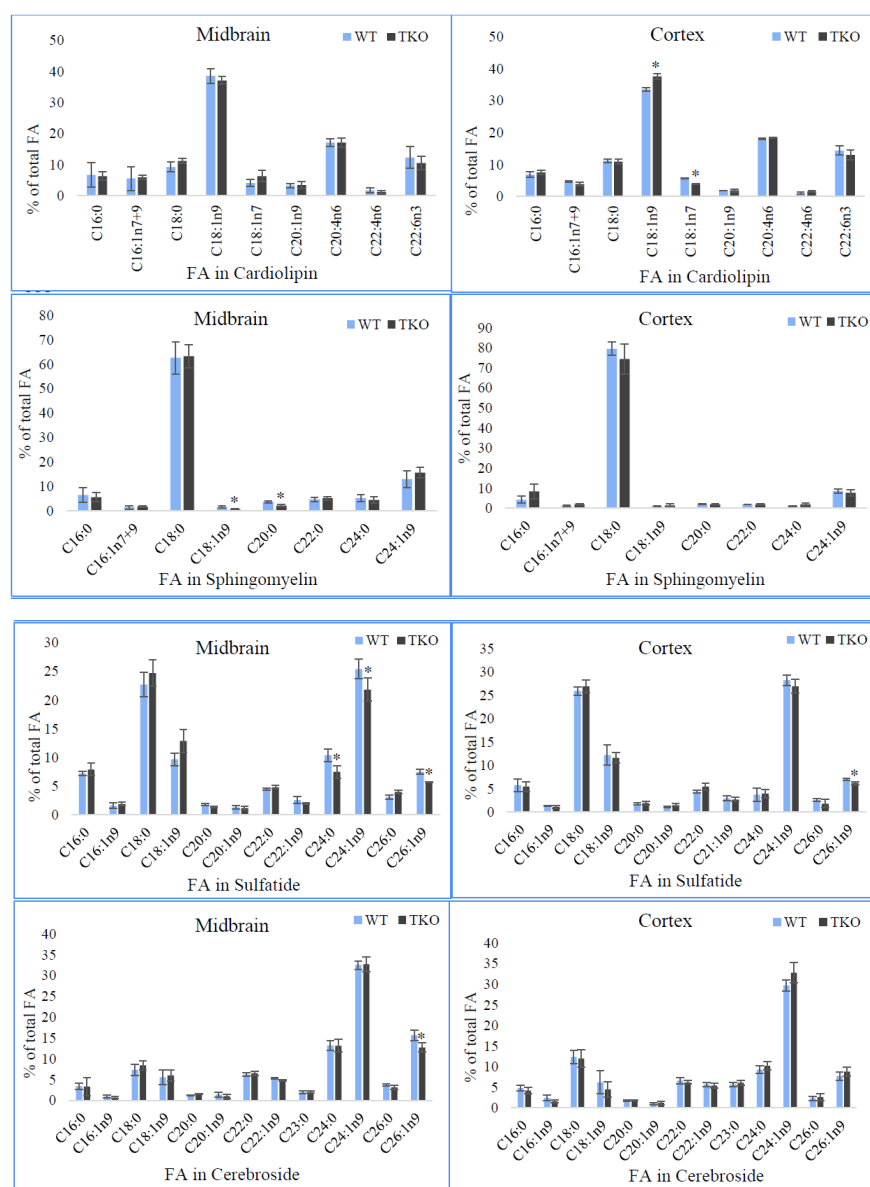 Midbrain
WT TKO
% of total FA
50
40
30
20
10
0
C16:0
C16:1n7+9
C18:0
C18:1n9
C18:1n7
C20:1n9
C20:4n6
C22:4n6
C22:6n3
FA in Cardiolipin
Cortex
WT TKO
% of total FA
50
40
30
20
10
0
*
*
C16:0
C16:1n7+9
C18:0
C18:1n9
C18:1n7
C20:1n9
C20:4n6
C22:4n6
C22:6n3
FA in Cardiolipin
Midbrain
WT TKO
% of total FA
80
70
60
50
40
30
20
10
0
*
*
C16:0
C16:1n7+9
C18:0
C18:1n9
C20:0
C22:0
C24:0
C24:1n9
FA in Sphingomyelin
Cortex
WT TKO
% of total FA
90
80
70
60
50
40
30
20
10
0
C16:0
C16:1n7+9
C18:0
C18:1n9
C20:0
C22:0
C24:0
C24:1n9
FA in Sphingomyelin
Midbrain
WT TKO
% of total FA
30
25
20
15
10
5
0
*
*
*
C16:0
C16:1n9
C18:0
C18:1n9
C20:0
C20:1n9
C22:0
C22:1n9
C24:0
C24:1n9
C26:0
C26:1n9
FA in Sulfatide
Cortex
WT TKO
% of total FA
35
30
25
20
15
10
5
0
*
C16:0
C16:1n9
C18:0
C18:1n9
C20:0
C20:1n9
C22:0
C21:1n9
C24:0
C24:1n9
C26:0
C26:1n9
FA in Sulfatide
Midbrain
WT TKO
% of total FA
40
35
30
25
20
15
10
5
0
*
C16:0
C16:1n9
C18:0
C18:1n9
C20:0
C20:1n9
C22:0
C22:1n9
C23:0
C24:0
C24:1n9
C26:0
C26:1n9
FA in Cerebroside
Cortex
WT TKO
% of total FA
40
35
30
25
20
15
10
5
0
C16:0
C16:1n9
C18:0
C18:1n9
C20:0
C20:1n9
C22:0
C22:1n9
C23:0
C24:0
C24:1n9
C26:0
C26:1n9
FA in Cerebroside